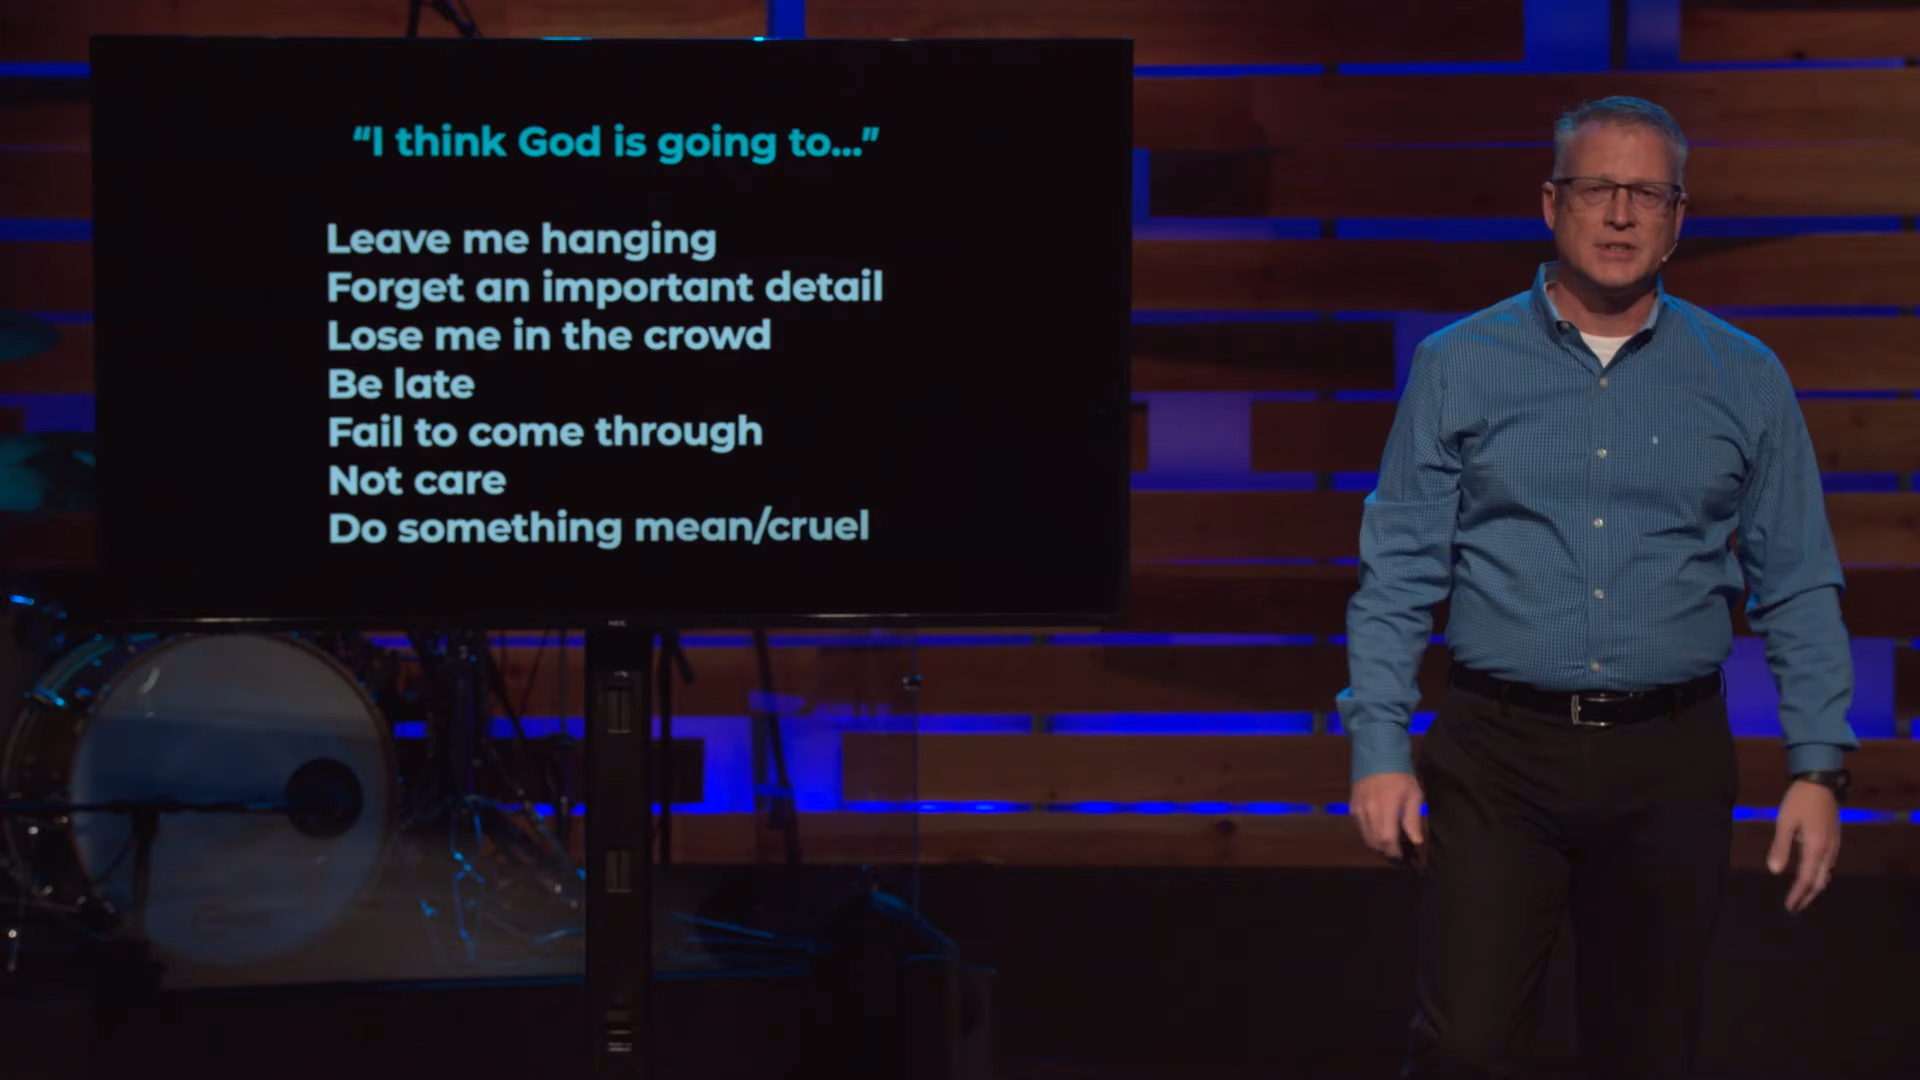 “I think God is going to...”
Leave me hanging
Forget an important detail
Lose me in the crowd
Be late
Fail to come through
Not care
Do something mean/cruel
NEC